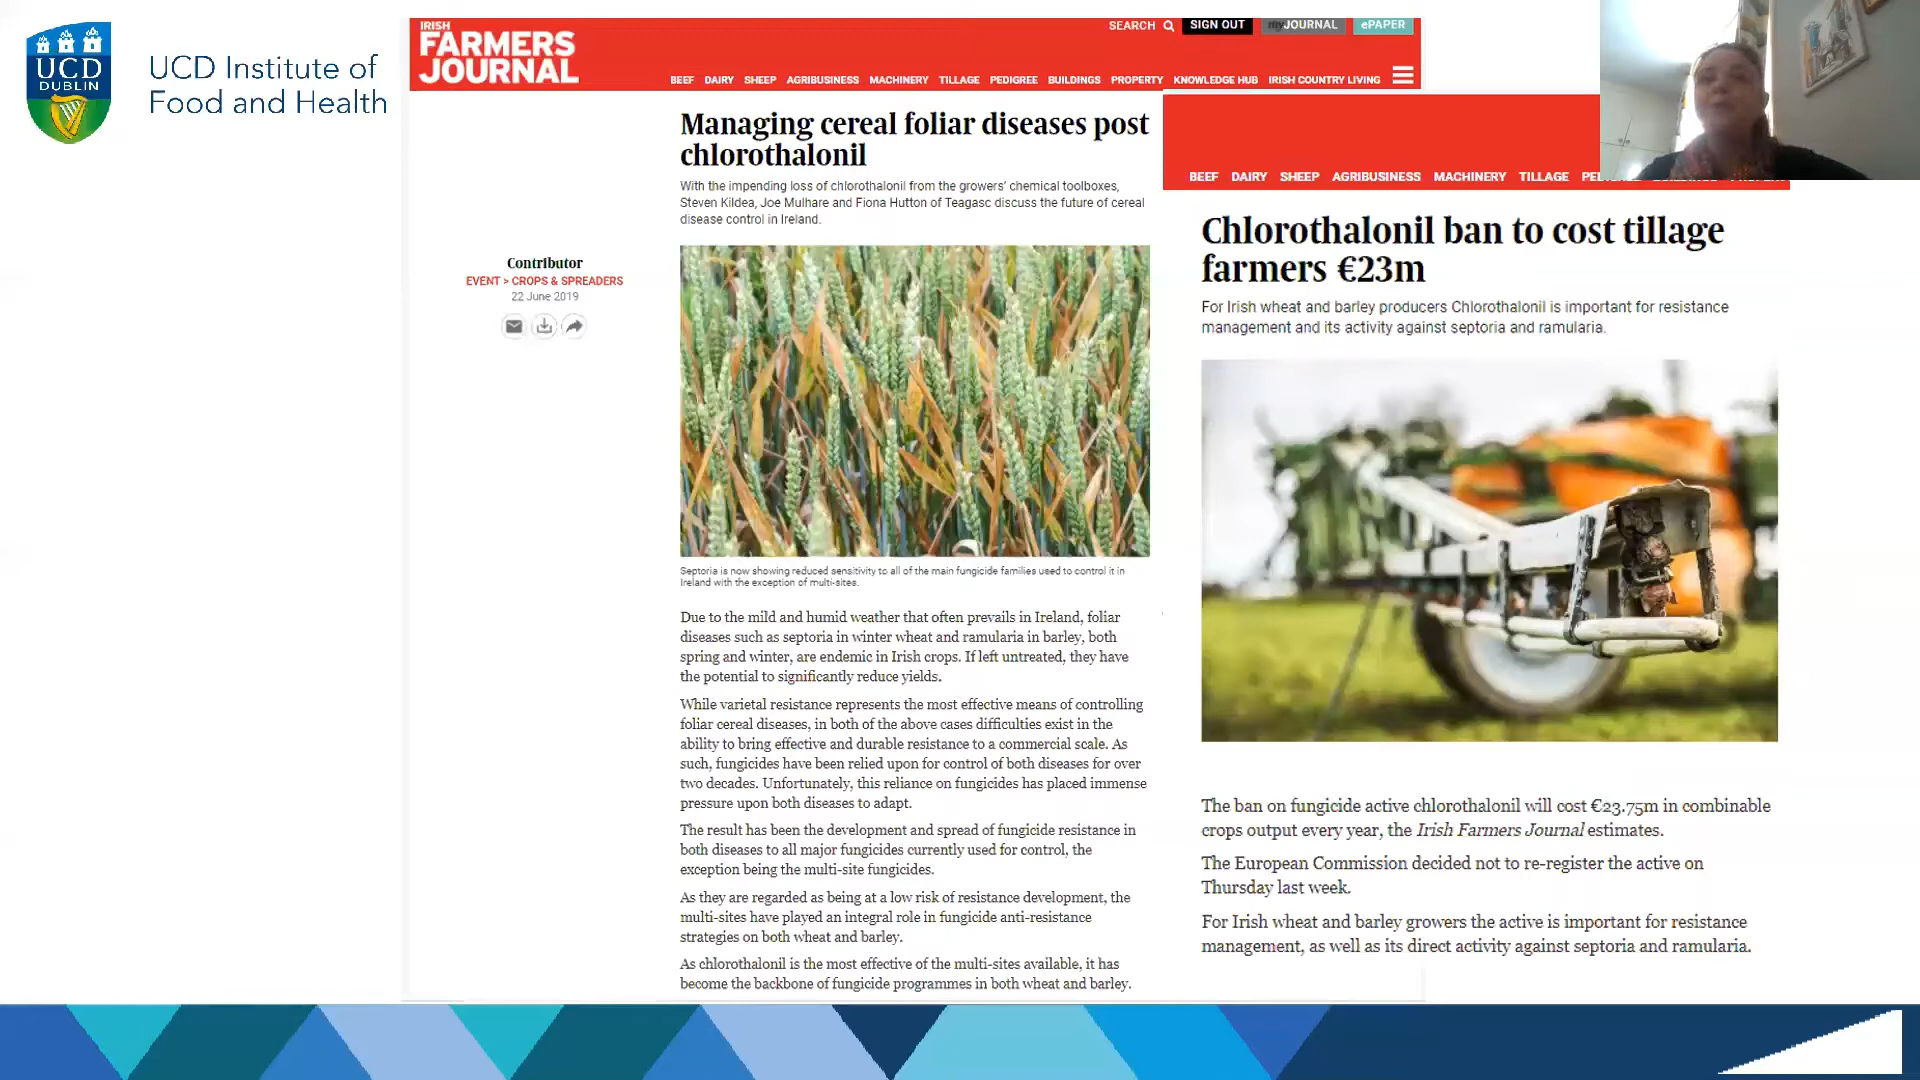 UCD
DUBLIN
UCD Institute of
Food and Health
IRISH
FARMERS
JOURNAL
SEARCH
SIGN OUT
myJOURNAL
ePAPER
BEEF DAIRY SHEEP AGRIBUSINESS MACHINERY TILLAGE PEDIGREE BUILDINGS PROPERTY KNOWLEDGE HUB IRISH COUNTRY LIVING
Managing cereal foliar diseases post
chlorothalonil
With the impending loss of chlorothalonil from the growers' chemical toolboxes,
Steven Kildea, Joe Mulhare and Fiona Hutton of Teagasc discuss the future of cereal
disease control in Ireland.
Contributor
EVENT > CROPS & SPREADERS
22 June 2019
Septoria is now showing reduced sensitivity to all of the main fungicide families used to control it in
Ireland with the exception of multi-sites.
Due to the mild and humid weather that often prevails in Ireland, foliar
diseases such as septoria in winter wheat and ramularia in barley, both
spring and winter, are endemic in Irish crops. If left untreated, they have
the potential to significantly reduce yields.
While varietal resistance represents the most effective means of controlling
foliar cereal diseases, in both of the above cases difficulties exist in the
ability to bring effective and durable resistance to a commercial scale. As
such, fungicides have been relied upon for control of both diseases for over
two decades. Unfortunately, this reliance on fungicides has placed immense
pressure upon both diseases to adapt.
The result has been the development and spread of fungicide resistance in
both diseases to all major fungicides currently used for control, the
exception being the multi-site fungicides.
As they are regarded as being at a low risk of resistance development, the
multi-sites have played an integral role in fungicide anti-resistance
strategies on both wheat and barley.
As chlorothalonil is the most effective of the multi-sites available, it has
become the backbone of fungicide programmes in both wheat and barley.
BEEF DAIRY SHEEP AGRIBUSINESS MACHINERY TILLAGE
Chlorothalonil ban to cost tillage
farmers €23m
For Irish wheat and barley producers Chlorothalonil is important for resistance
management and its activity against septoria and ramularia.
The ban on fungicide active chlorothalonil will cost €23.75m in combinable
crops output every year, the Irish Farmers Journal estimates.
The European Commission decided not to re-register the active on
Thursday last week.
For Irish wheat and barley growers the active is important for resistance
management, as well as its direct activity against septoria and ramularia.